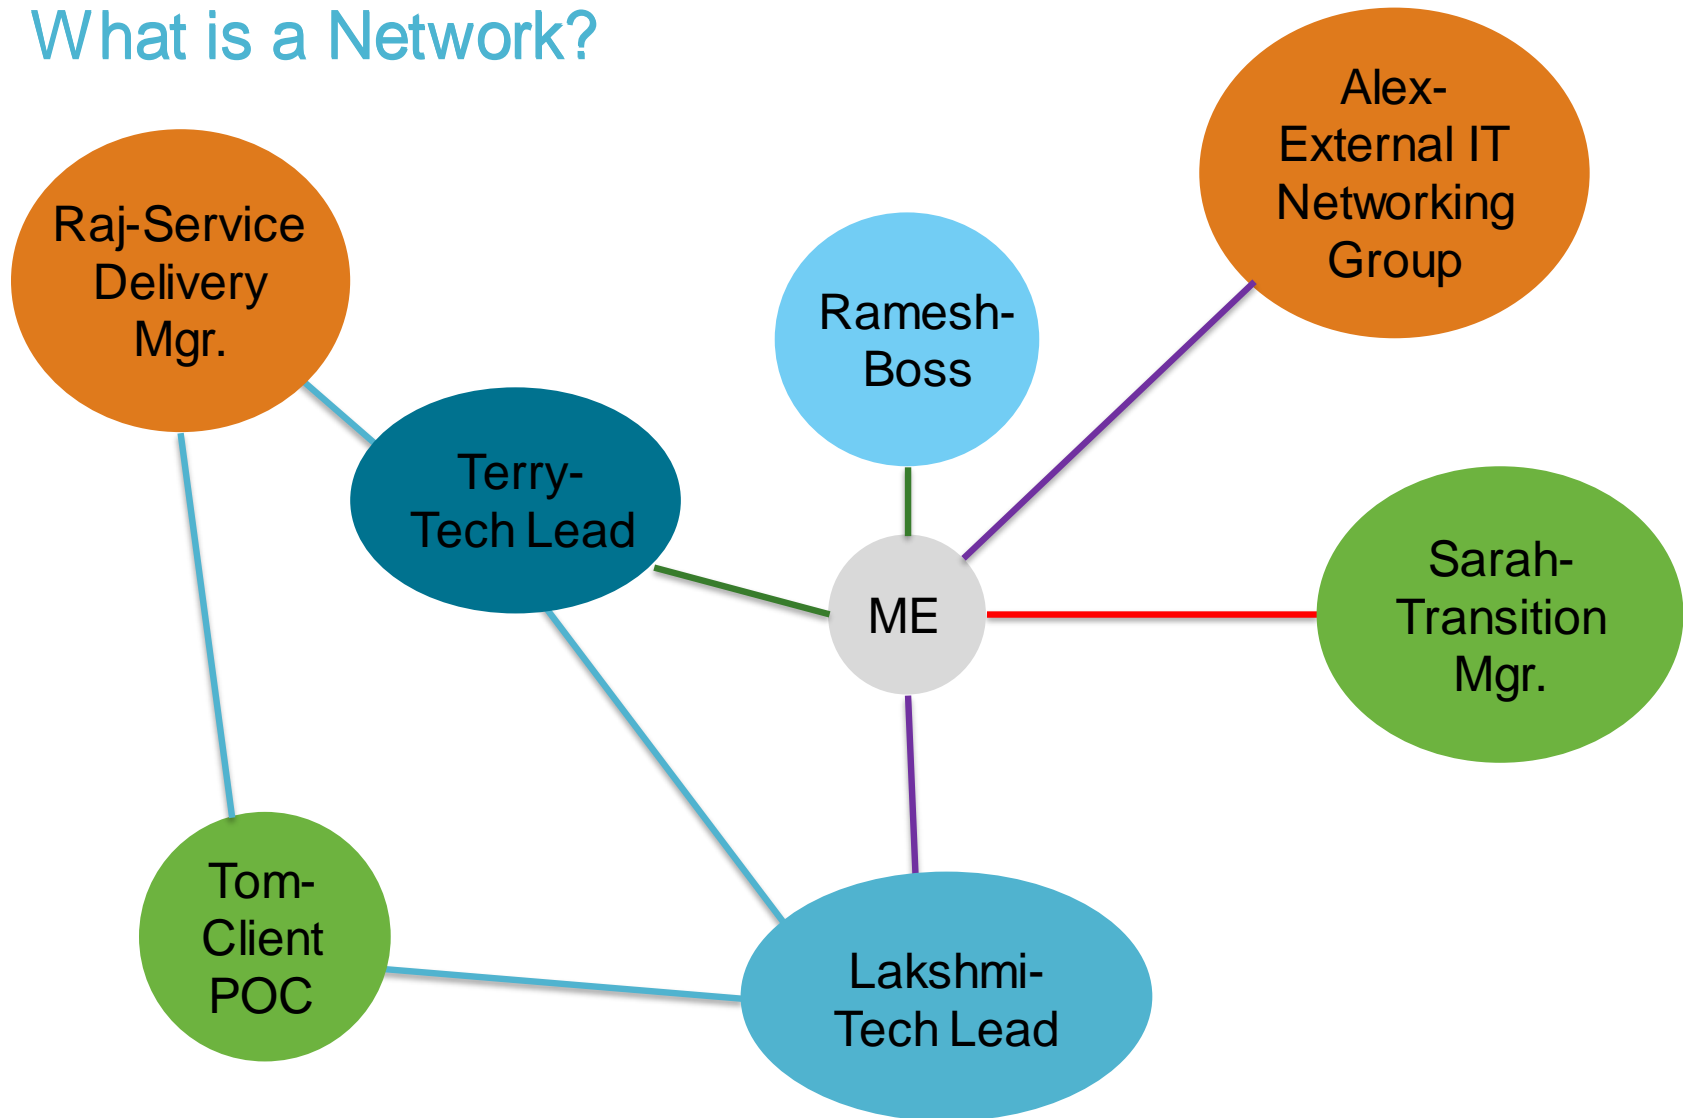 What is a Network?
Alex-
External IT
Networking
Group
Raj-Service
Delivery
Mgr.
Ramesh-
Boss
Terry-
Tech Lead
ME
Sarah-
Transition
Mgr.
Tom-
Client
POC
Lakshmi-
Tech Lead